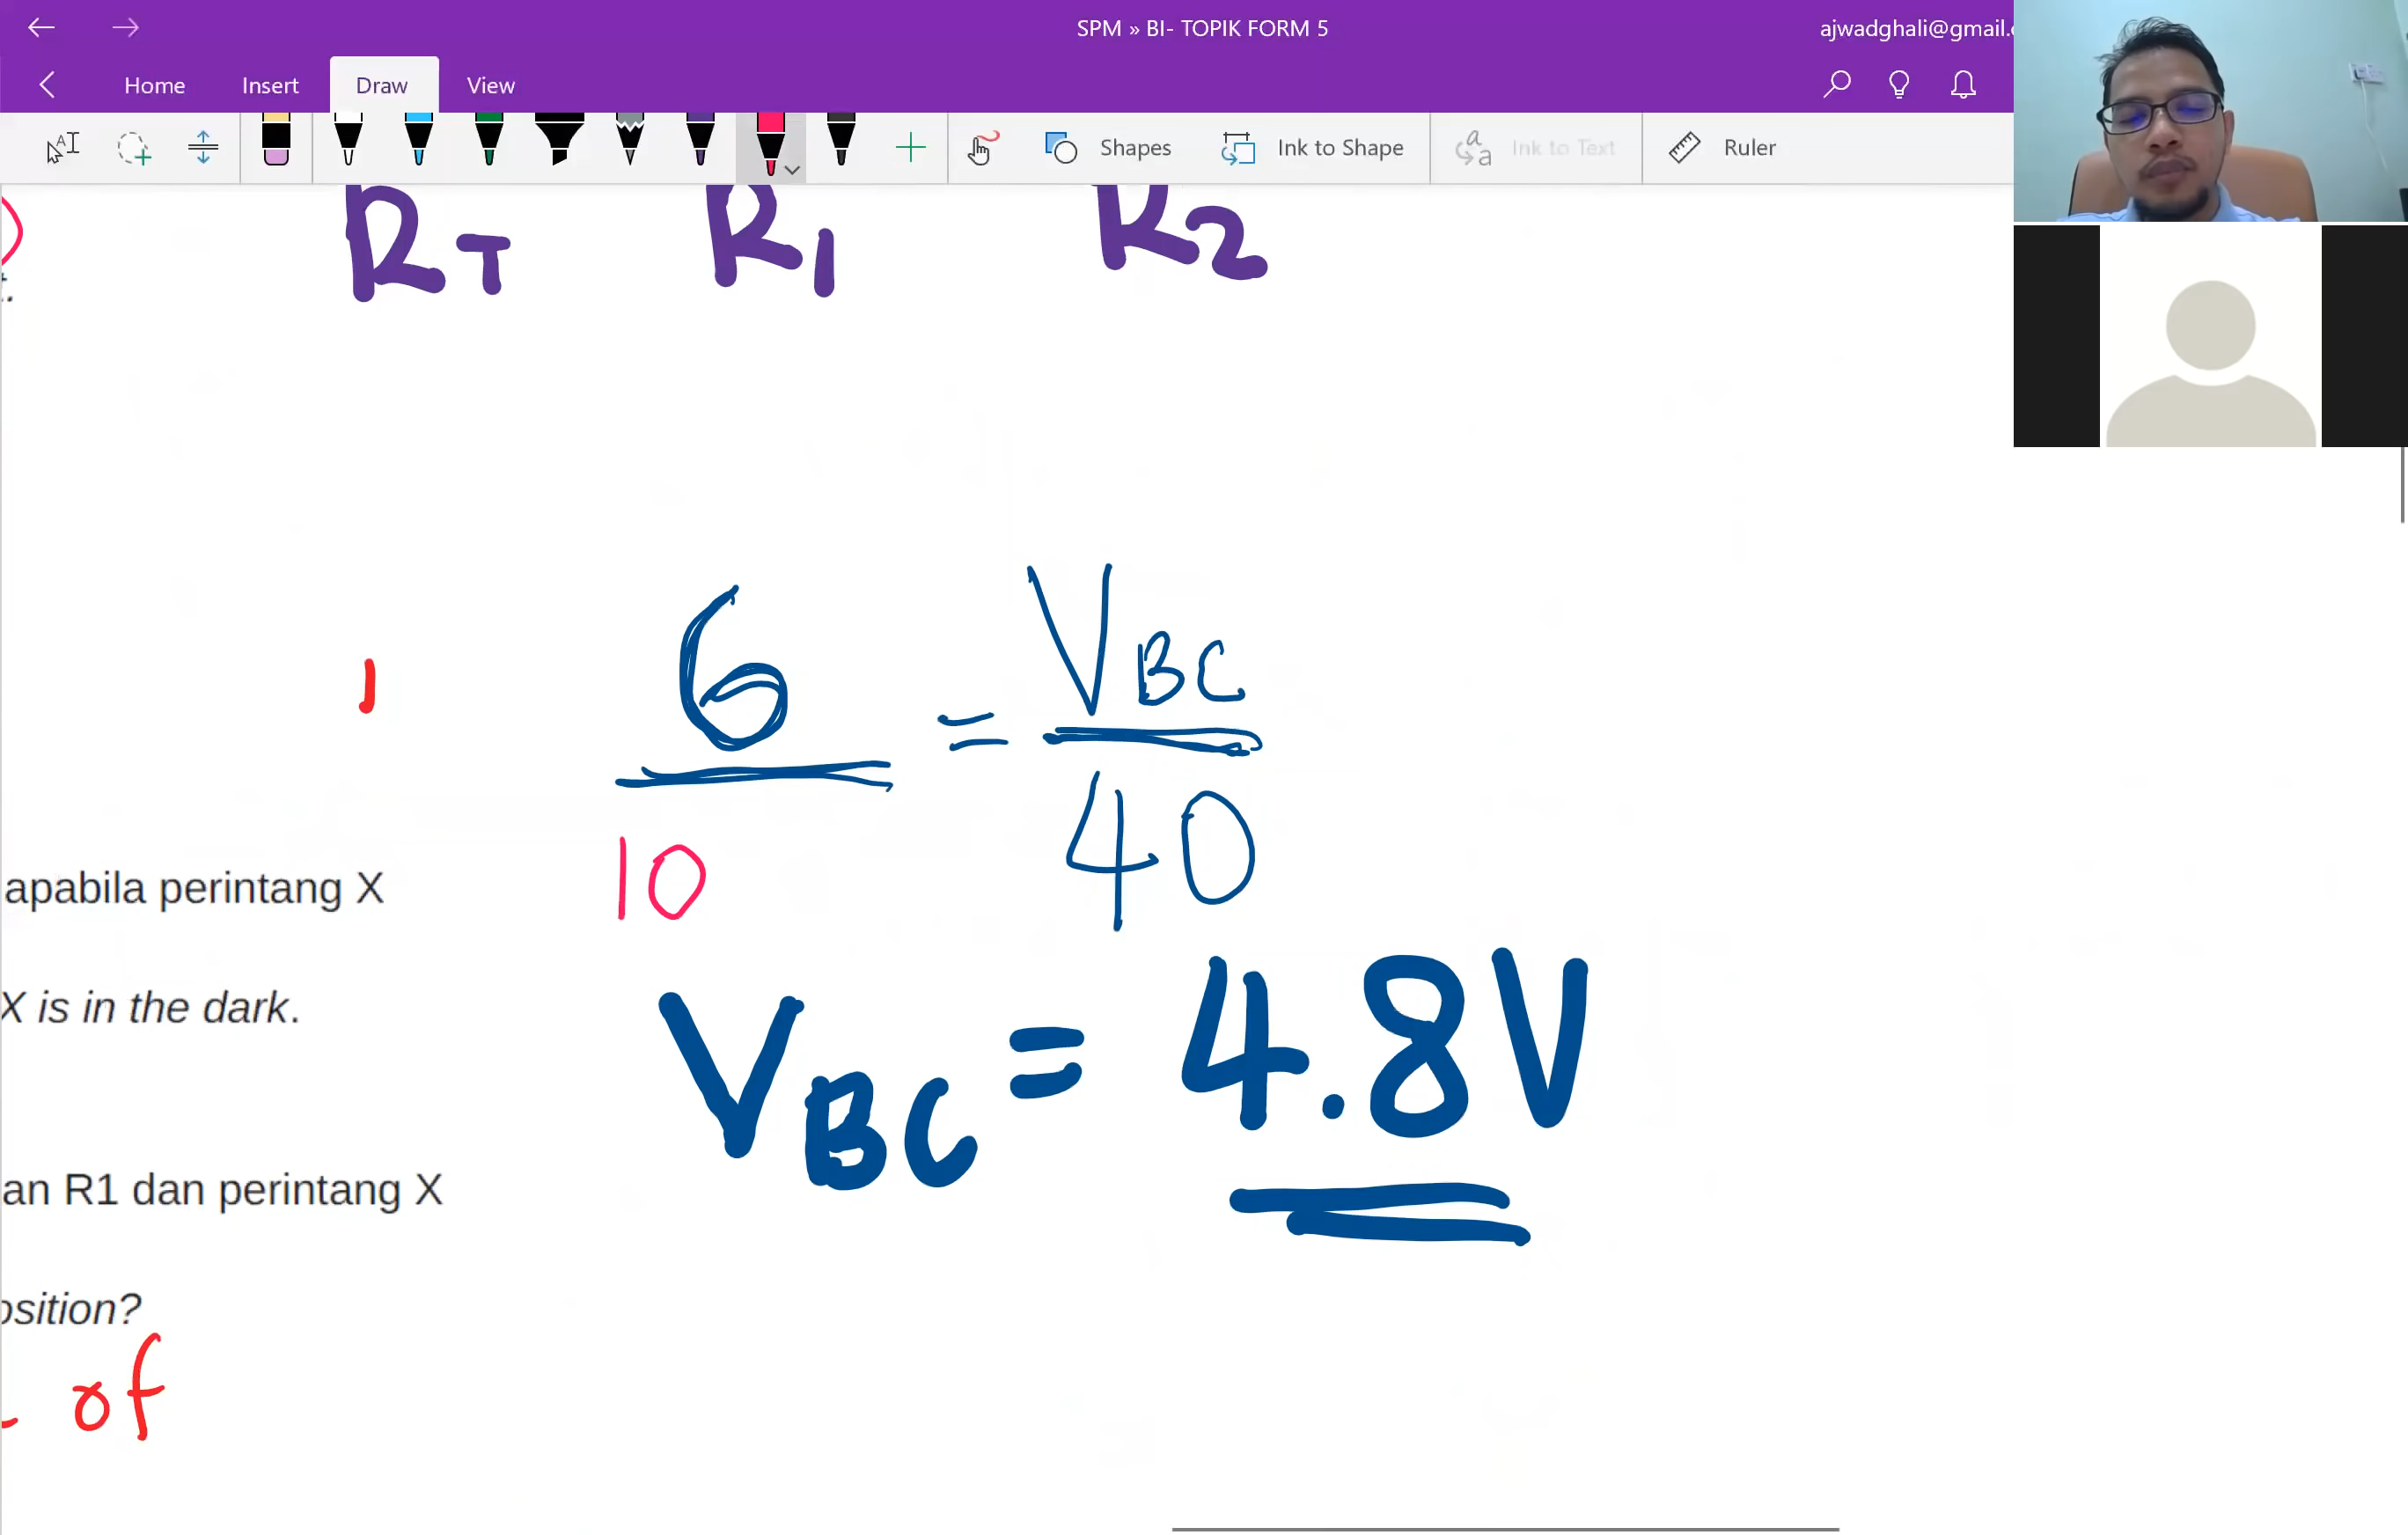 SPM » BI- TOPIK FORM 5
ajwadghali@gmail.
Home Insert Draw View
Shapes Ink to Shape Ink to Text Ruler
RT R1 R2
t.
1
6 = VBC
10 40
apabila perintang X
VBC = 4.8V
X is in the dark.
an R1 dan perintang X
osition?
of